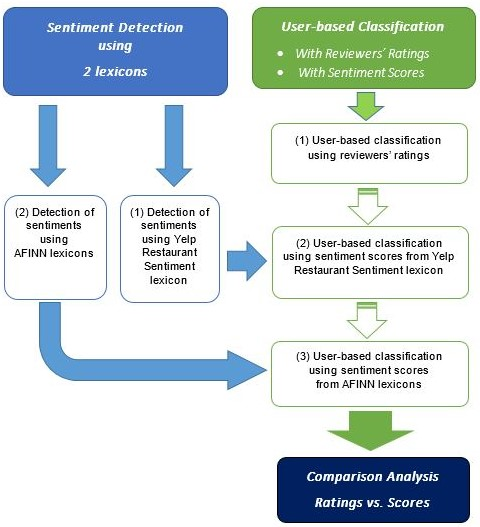 Sentiment Detection
using
2 lexicons
User-based Classification
• With Reviewers´ Ratings
• With Sentiment Scores
(1) User-based classification
using reviewers’ ratings
(2) Detection of
sentiments
using
AFINN lexicons)
(1) Detection of
sentiments
using Yelp
Restaurant
Sentiment
lexicon
(2) User-based classification
using sentiment scores from Yelp
Restaurant Sentiment lexicon
(3) User-based classification
using sentiment scores
from AFINN lexicons
Comparison Analysis
Ratings vs. Scores